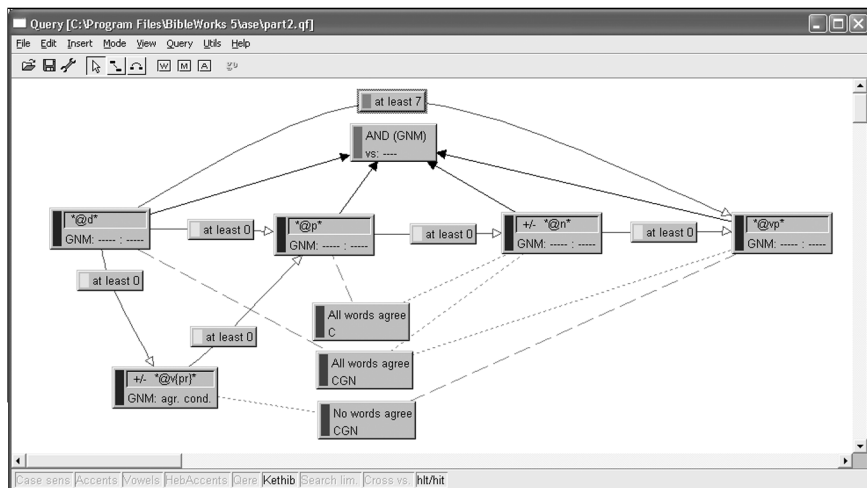 Query [C:\Program Files\BibleWorks 5\ase\part2.qf]
File Edit Insert Mode View Query Utils Help
W M A
at least 7
AND (GNM)
vs: ----
*@d*
GNM: ----- : -----
at least 0
*@p*
GNM: ----- : -----
at least 0
+/- *@n*
GNM: ----- : -----
at least 0
*@vp*
GNM: ----- : -----
at least 0
at least 0
All words agree
C
All words agree
CGN
+/- *@v{pr}*
GNM: agr. cond.
No words agree
CGN
Case sens Accents Vowels HebAccents Qere Kethib Search lim. Cross vs. hlt/hit